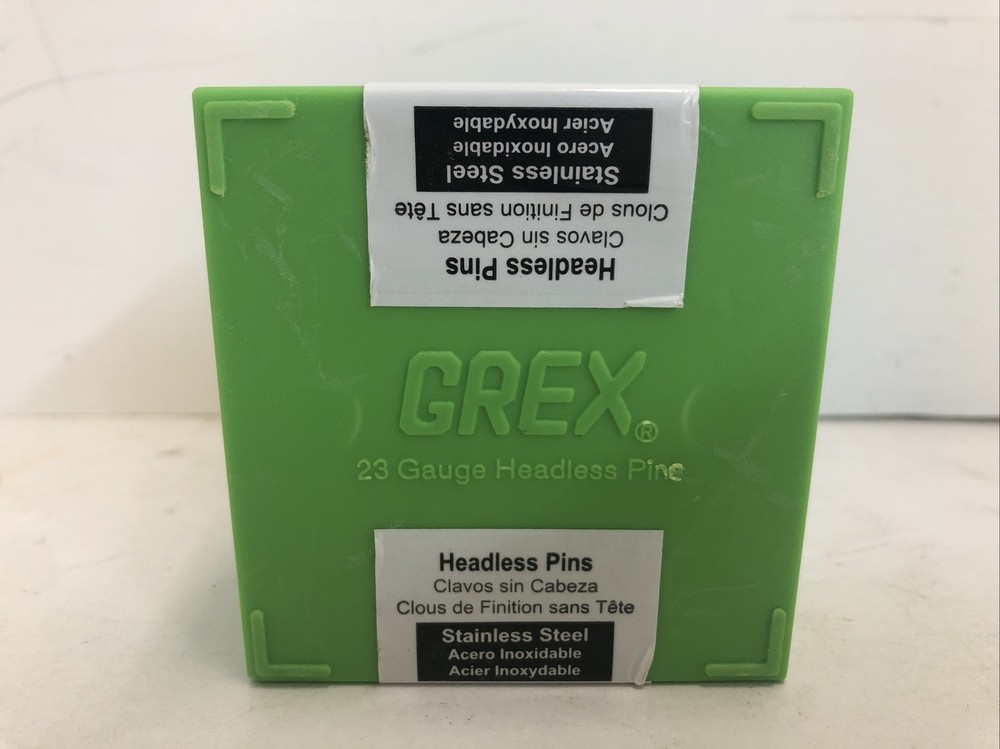 Acier Inoxydable
Acero Inoxidable
Stainless Steel
Clous de Finition sans Tête
Clavos sin Cabeza
Headless Pins
GREX®
23 Gauge Headless Pins
Headless Pins
Clavos sin Cabeza
Clous de Finition sans Tête
Stainless Steel
Acero Inoxidable
Acier Inoxydable